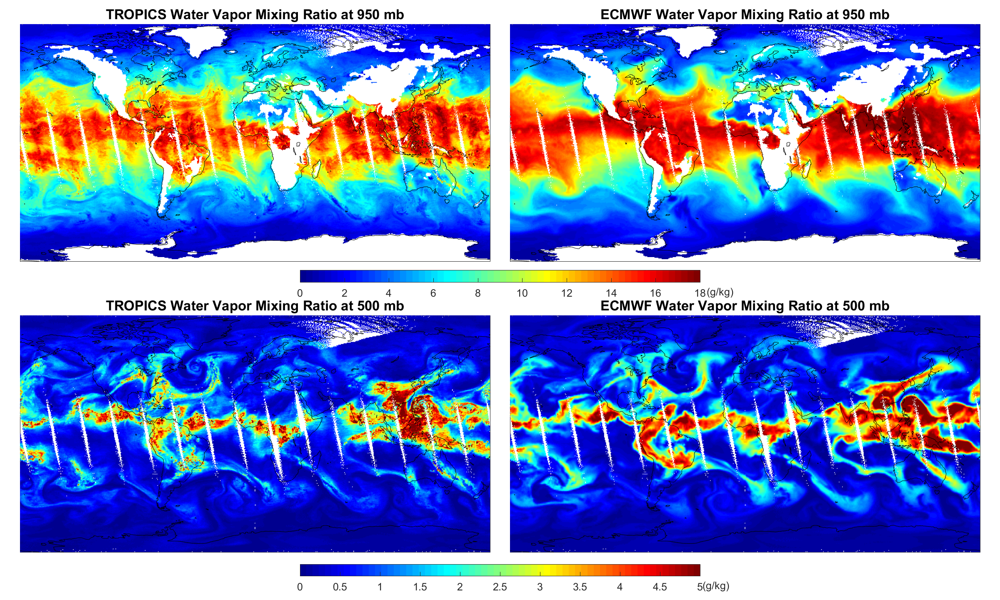 TROPICS Water Vapor Mixing Ratio at 950 mb
ECMWF Water Vapor Mixing Ratio at 950 mb
0 2 4 6 8 10 12 14 16 18 (g/kg)
TROPICS Water Vapor Mixing Ratio at 500 mb
ECMWF Water Vapor Mixing Ratio at 500 mb
0 0.5 1 1.5 2 2.5 3 3.5 4 4.5 5 (g/kg)